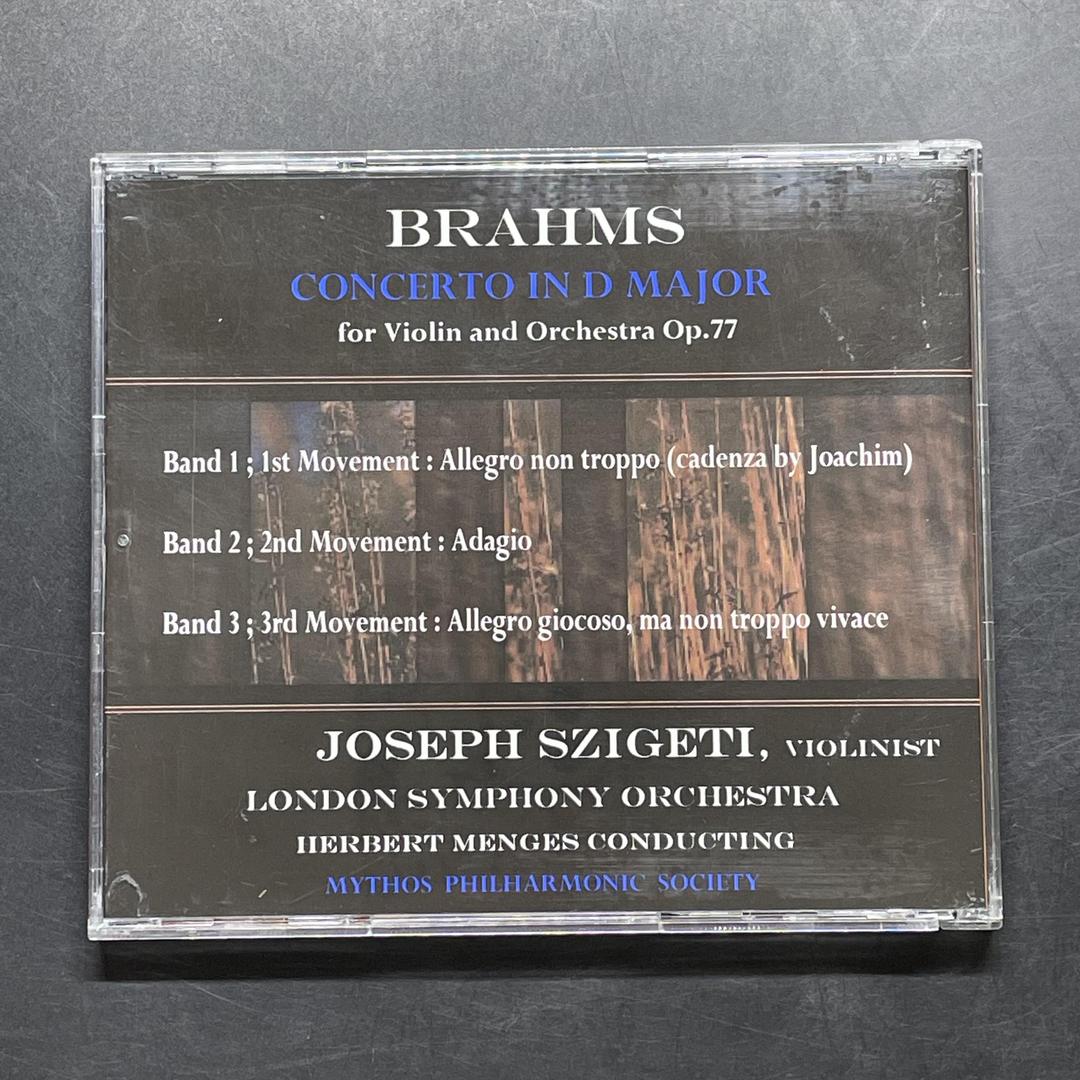 BRAHMS
CONCERTO IN D MAJOR
for Violin and Orchestra Op.77
Band 1 ; 1st Movement : Allegro non troppo (cadenza by Joachim)
Band 2 ; 2nd Movement : Adagio
Band 3 ; 3rd Movement : Allegro giocoso, ma non troppo vivace
JOSEPH SZIGETI, VIOLINIST
LONDON SYMPHONY ORCHESTRA
HERBERT MENGES CONDUCTING
MYTHOS PHILHARMONIC SOCIETY